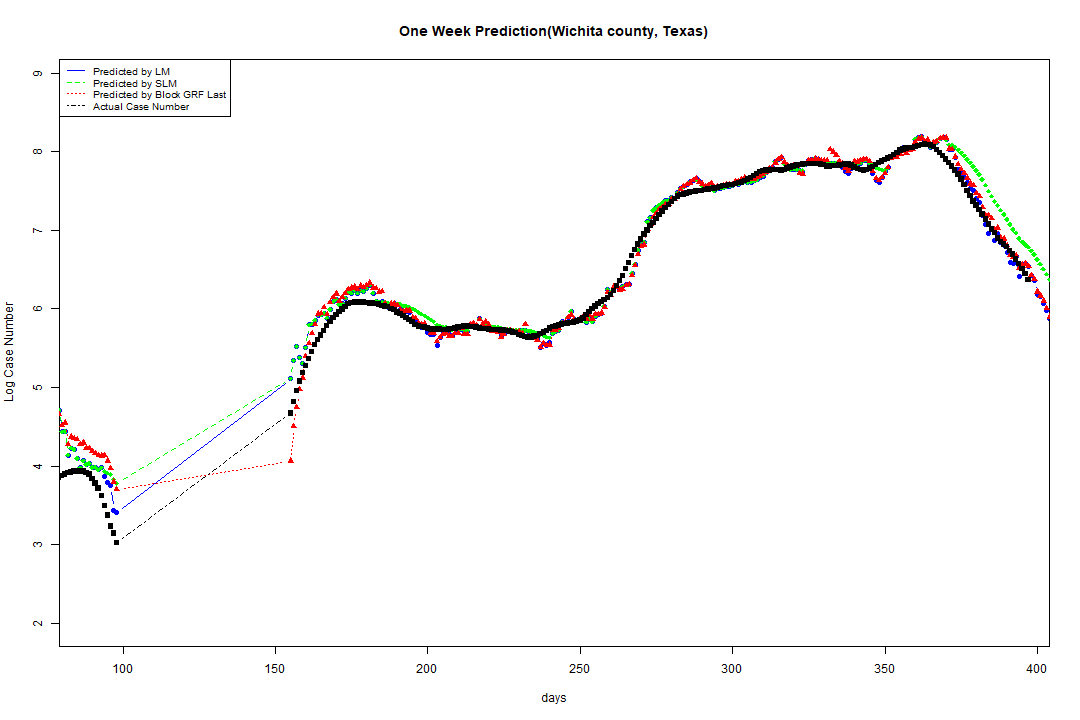 One Week Prediction(Wichita county, Texas)
Predicted by LM
Predicted by SLM
Predicted by Block GRF Last
Actual Case Number
9
8
7
6
5
4
3
2
Log Case Number
100 150 200 250 300 350 400
days